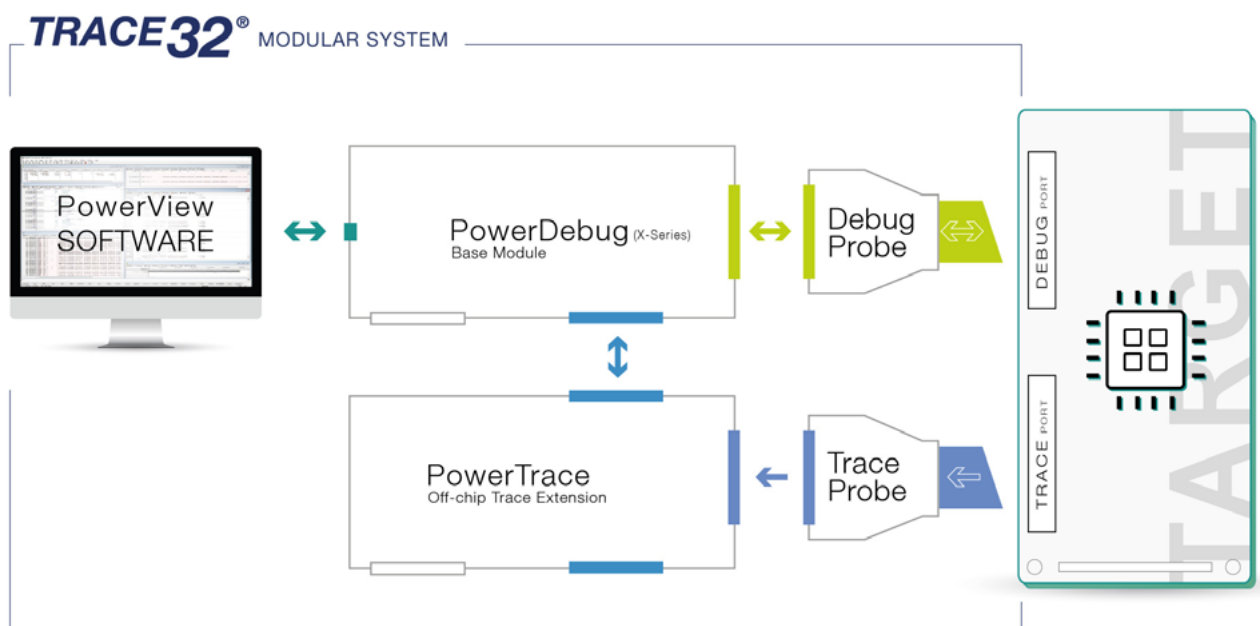 TRACE32® MODULAR SYSTEM
PowerView
SOFTWARE
PowerDebug (X-Series)
Base Module
Debug
Probe
DEBUG PORT
TARGET
PowerTrace
Off-chip Trace Extension
Trace
Probe
TRACE PORT